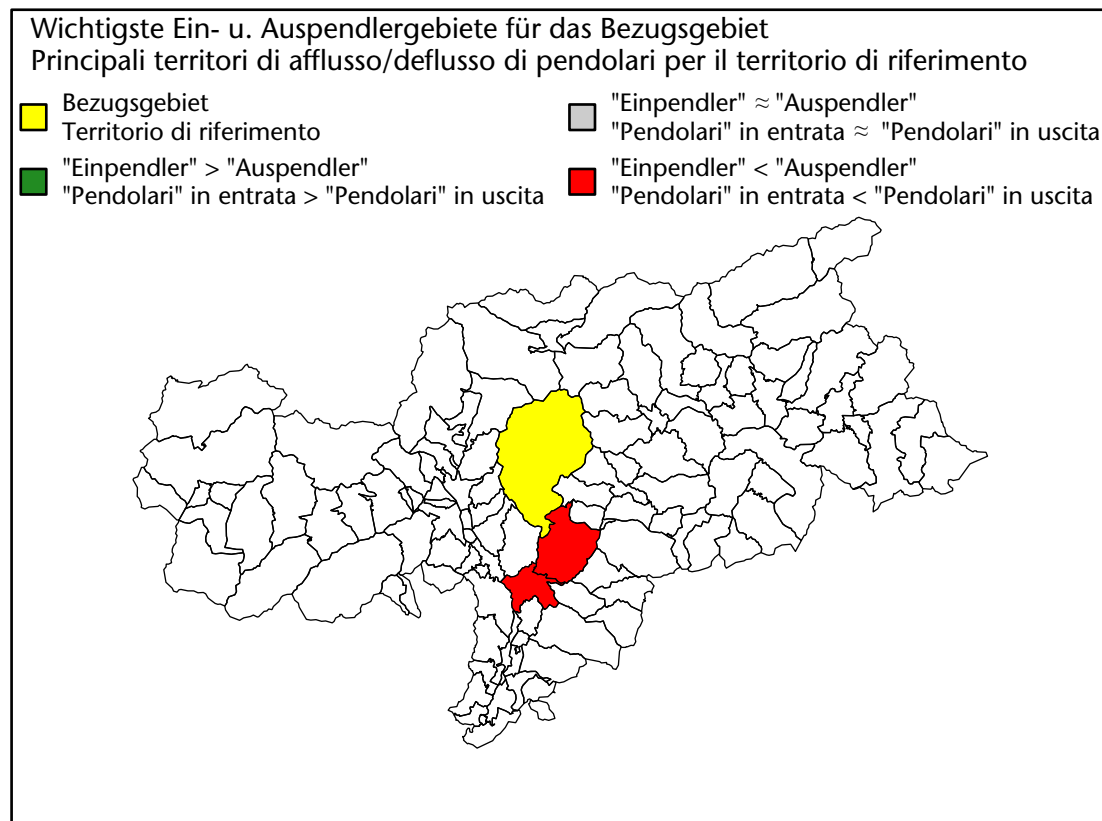 Wichtigste Ein- u. Auspendlergebiete für das Bezugsgebiet
Principali territori di afflusso/deflusso di pendolari per il territorio di riferimento
Bezugsgebiet
Territorio di riferimento
"Einpendler" > "Auspendler"
"Pendolari" in entrata > "Pendolari" in uscita
"Einpendler" ≈ "Auspendler"
"Pendolari" in entrata ≈ "Pendolari" in uscita
"Einpendler" < "Auspendler"
"Pendolari" in entrata < "Pendolari" in uscita